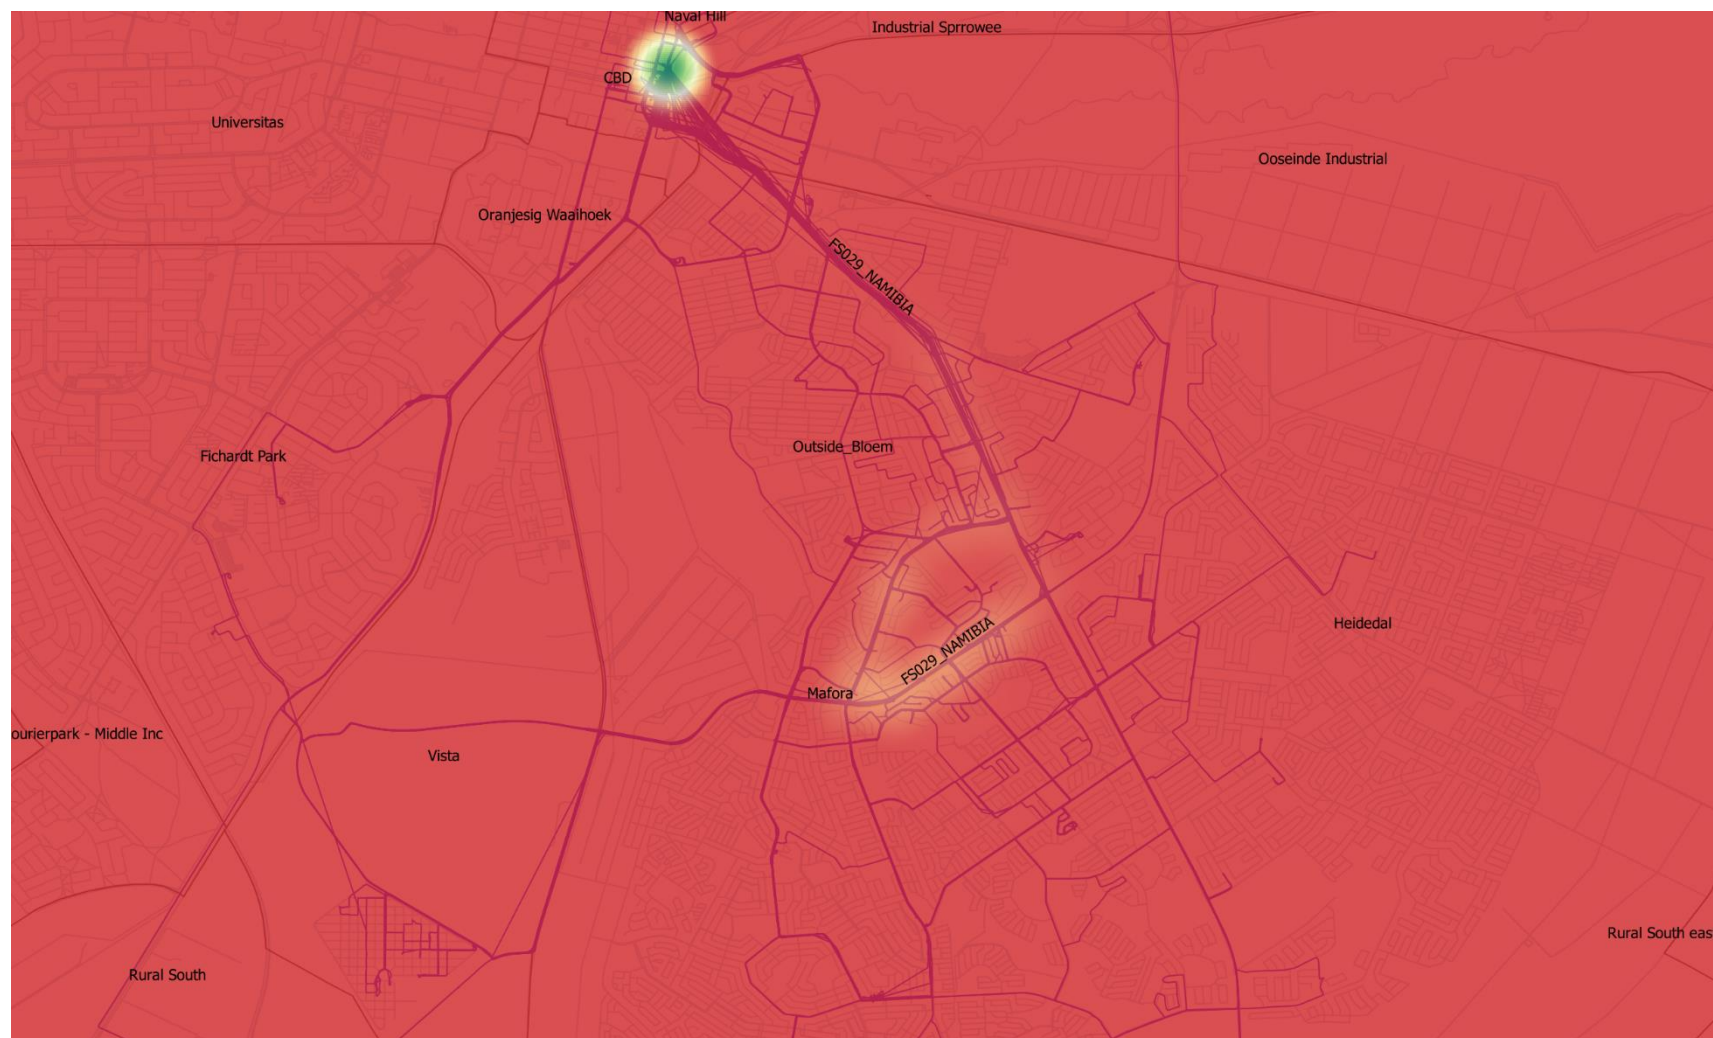 Naval Hill
Industrial Sprrowee
CBD
Universitas
Ooseinde Industrial
Oranjesig Waaihoek
FS029_NAMIBIA
Outside_Bloem
Fichardt Park
Heidedal
FS029_NAMIBIA
Mafora
ourierpark - Middle Inc
Vista
Rural South eas
Rural South